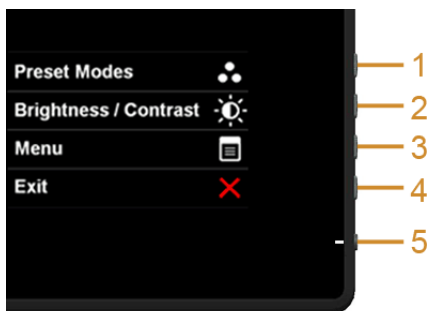 Preset Modes 1
Brightness / Contrast 2
Menu 3
Exit 4
5